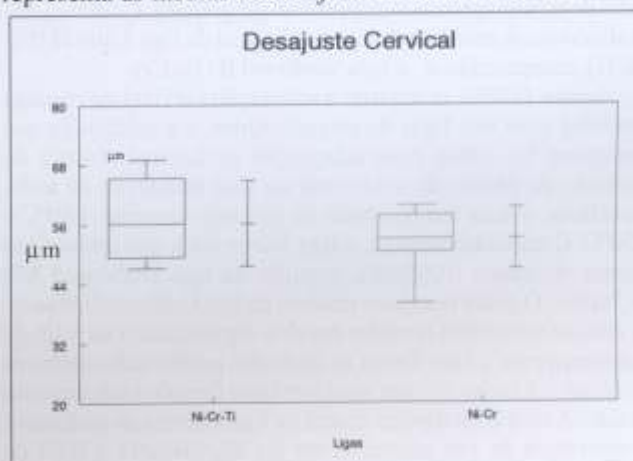 Desajuste Cervical
80
68
56
44
32
20
μm
μm
Ni-Cr-Ti
Ni-Cr
Ligas